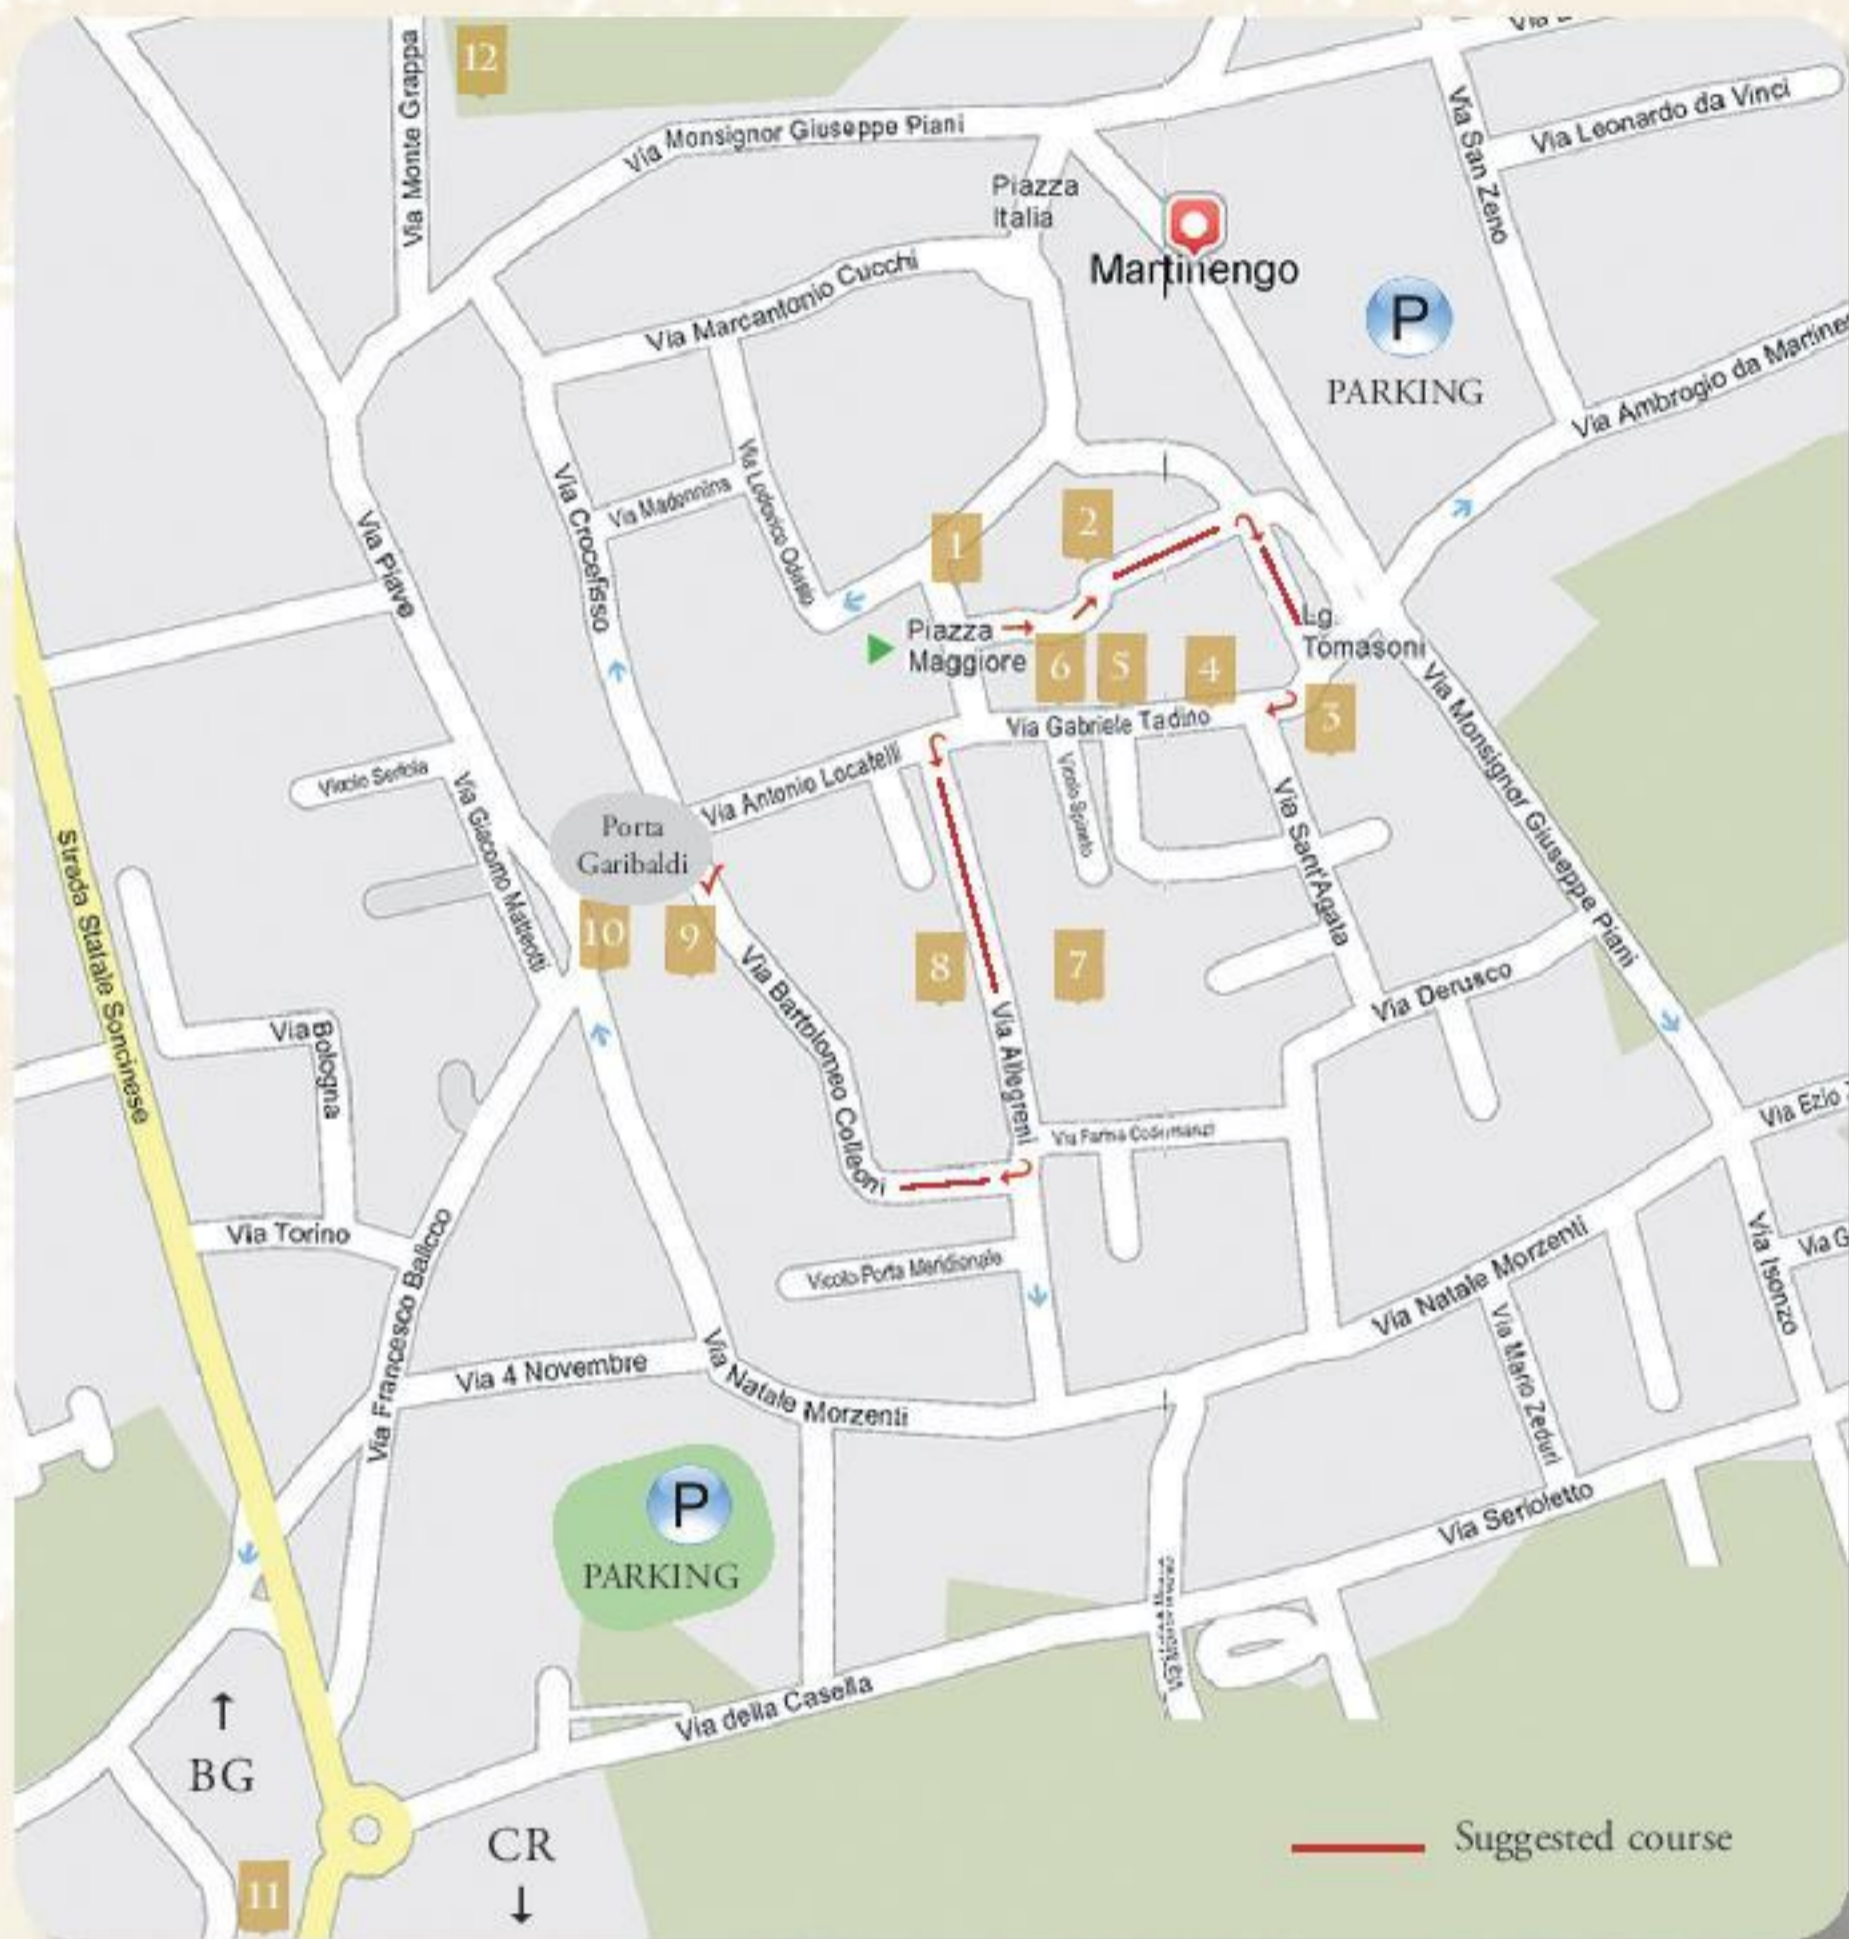 12
Via Monte Grappa
Via Monsignor Giuseppe Piani
Via San Zeno
Via Leonardo da Vinci
Piazza
Italia
Martinengo
P
PARKING
Via Marcantonio Cucchi
Via Ambrogio da Martine
Via Piave
Via Crocefisso
Via Madonnina
Via Lodovico Odasio
1
2
Piazza
Maggiore
6
5
4
3
Lg.
Tomasoni
Via Gabriele Tadino
Via Antonio Locatelli
Vicolo Spineto
Via Sant'Agata
Via Monsignor Giuseppe Piani
Vicolo
Via Giacomo Matteotti
Porta
Garibaldi
Strada Statale Soncinese
10
9
8
7
Via Bartolomeo Colleoni
Via Allegreni
Via Derusco
Via Bologna
Via Farina
Via Ezio
Via Torino
Via Francesco Balicco
Vicolo Porta Meridionale
Via Isonzo
Via G
Via Natale Morzenti
Via Mario Zeduri
Via 4 Novembre
Via Natale Morzenti
P
PARKING
Via Serioletto
Via della Casella
BG
CR
11
Suggested course